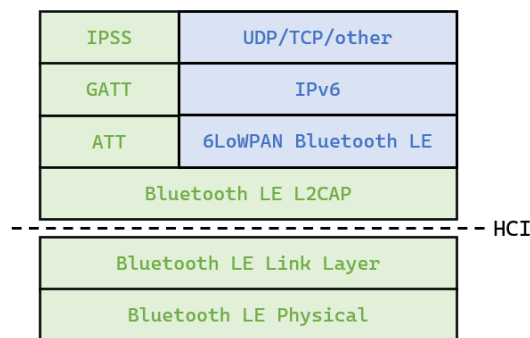 IPSS UDP/TCP/other
GATT IPv6
ATT 6LoWPAN Bluetooth LE
Bluetooth LE L2CAP
HCI
Bluetooth LE Link Layer
Bluetooth LE Physical